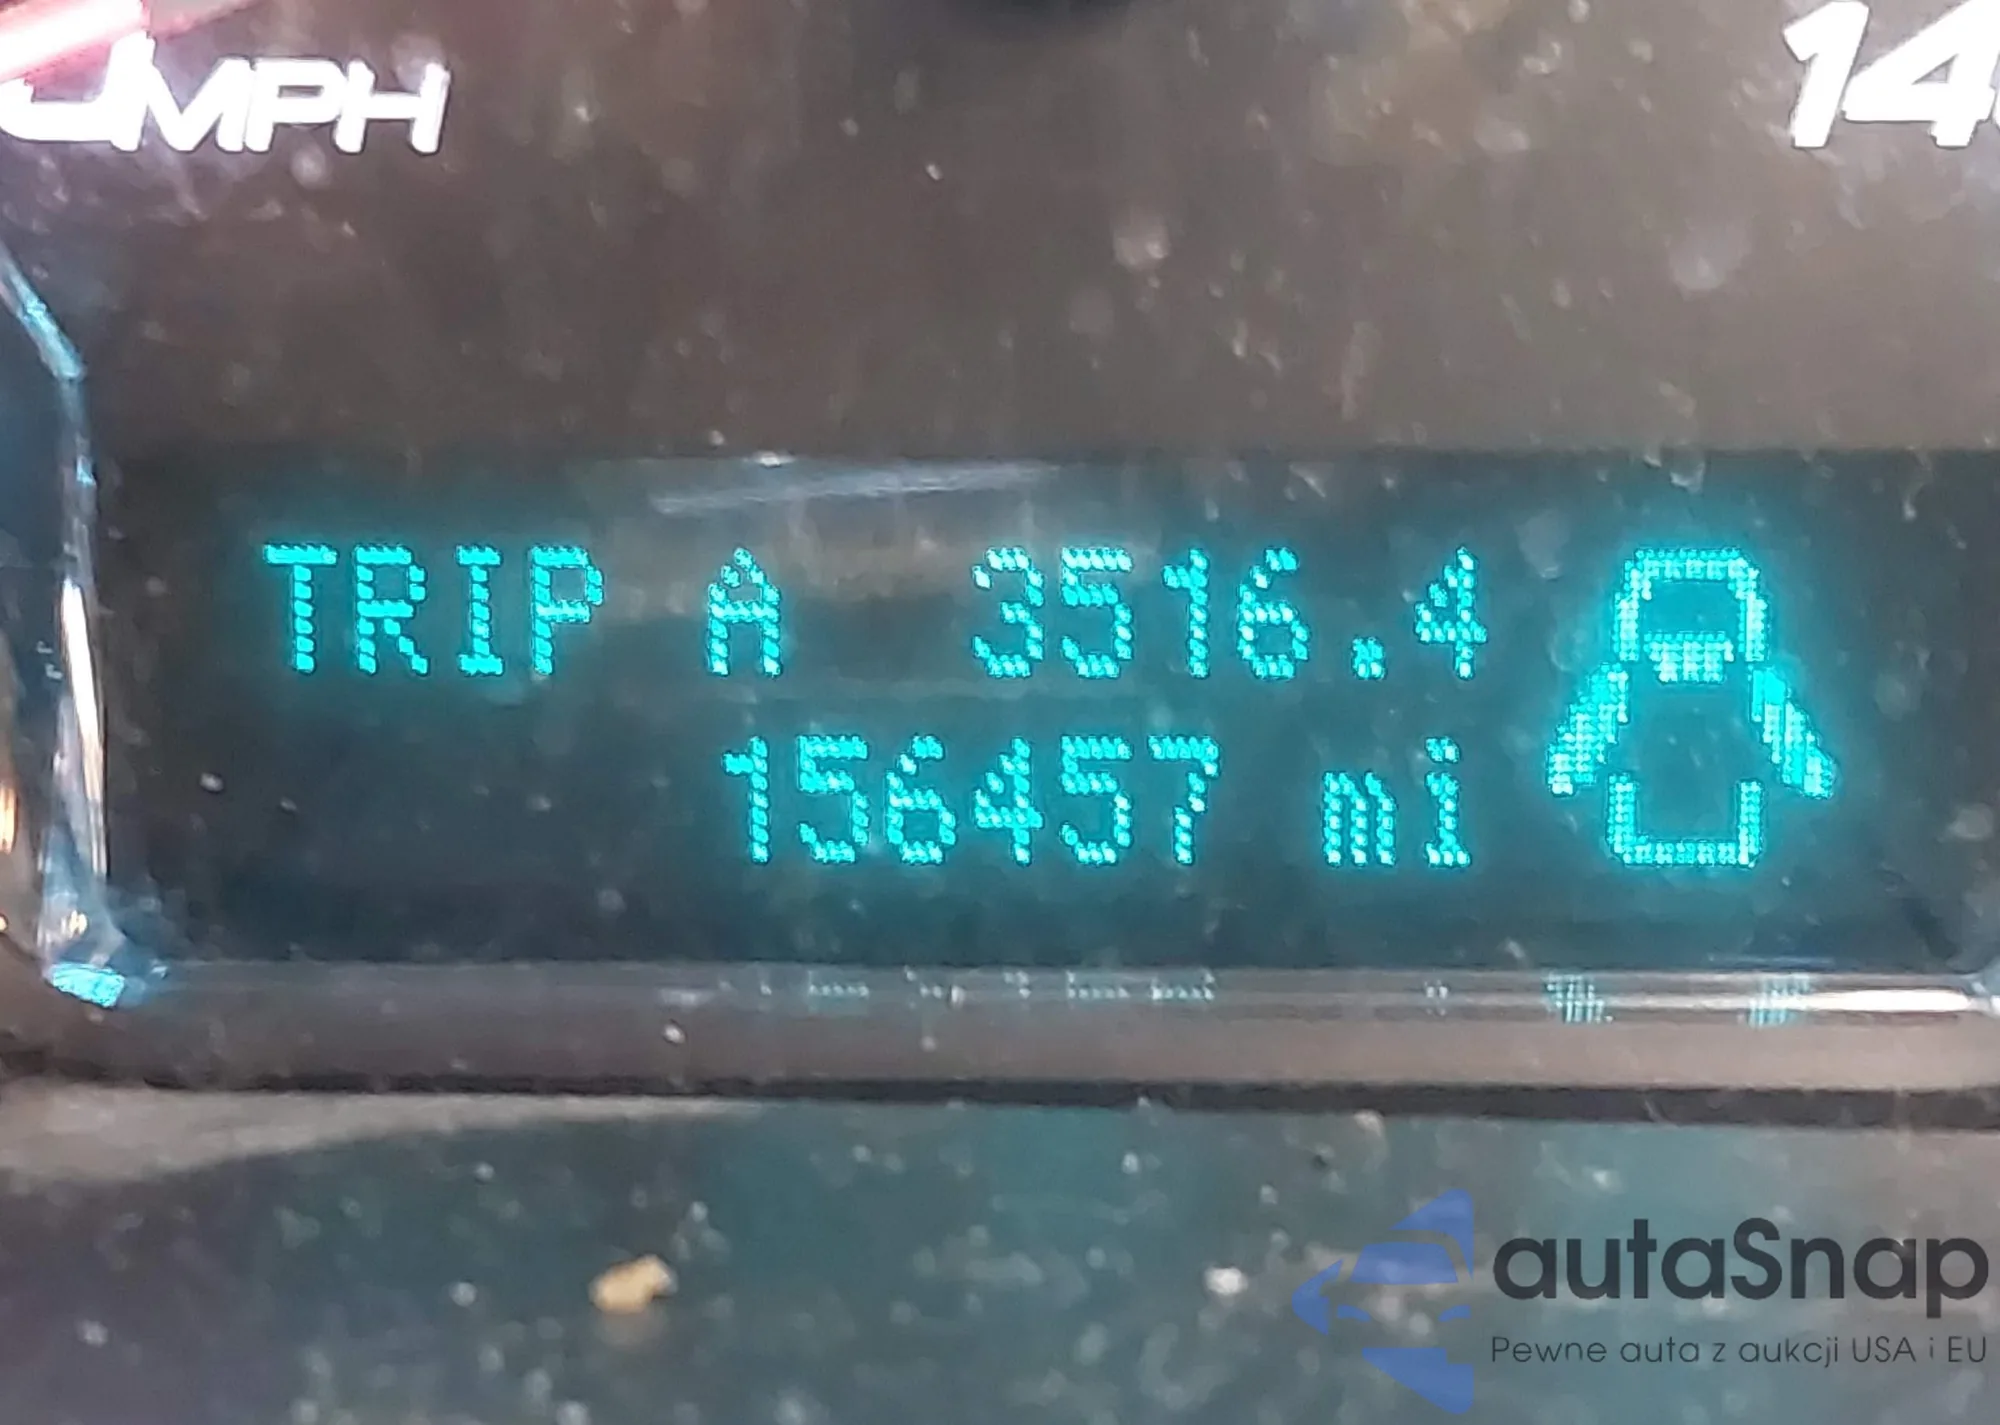 MPH
TRIP A 3516.4
156457 mi
autaSnap
Pewne auta z aukcji USA i EU